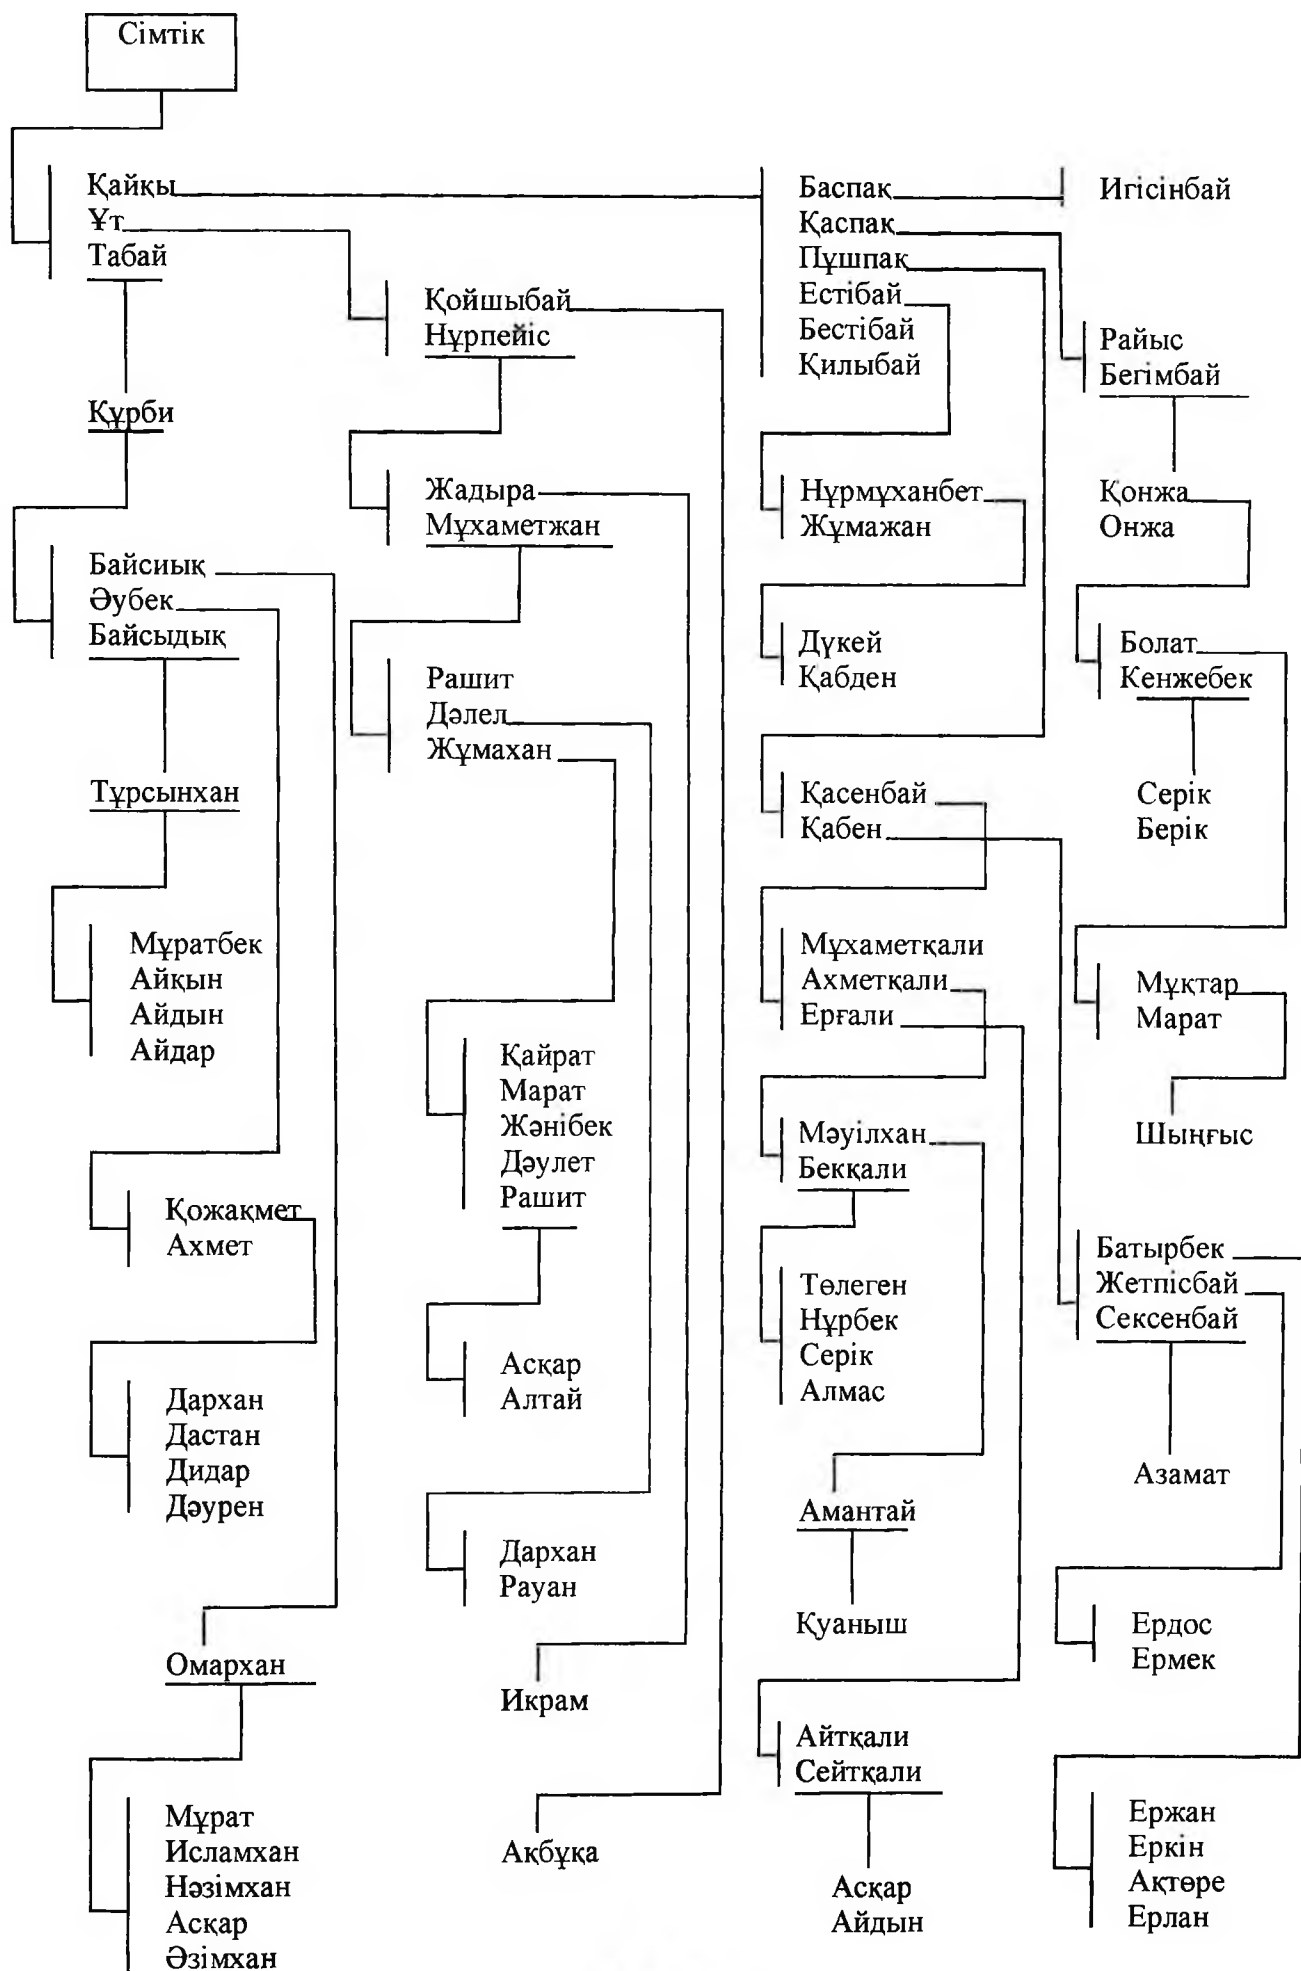 Сімтік
Қайқы
Ұт
Табай
Құрби
Байсиық
Әубек
Байсыдық
Тұрсынхан
Мұратбек
Айқын
Айдын
Айдар
Қожақмет
Ахмет
Дархан
Дастан
Дидар
Дәурен
Омархан
Мұрат
Исламхан
Нәзімхан
Асқар
Әзімхан
Қойшыбай
Нұрпейіс
Жадыра
Мұхаметжан
Рашит
Дәлел
Жұмахан
Қайрат
Марат
Жәнібек
Дәулет
Рашит
Асқар
Алтай
Дархан
Рауан
Икрам
Ақбұқа
Баспақ
Қаспақ
Пұшпақ
Естібай
Бестібай
Қилыбай
Нұрмұханбет
Жұмажан
Дүкей
Қабден
Қасенбай
Қабен
Мұхаметқали
Ахметқали
Ерғали
Мәуілхан
Бекқали
Төлеген
Нұрбек
Серік
Алмас
Амантай
Қуаныш
Айтқали
Сейтқали
Асқар
Айдын
Игісінбай
Райыс
Бегімбай
Қонжа
Онжа
Болат
Кенжебек
Серік
Берік
Мұқтар
Марат
Шыңғыс
Батырбек
Жетпісбай
Сексенбай
Азамат
Ердос
Ермек
Ержан
Еркін
Ақтөре
Ерлан